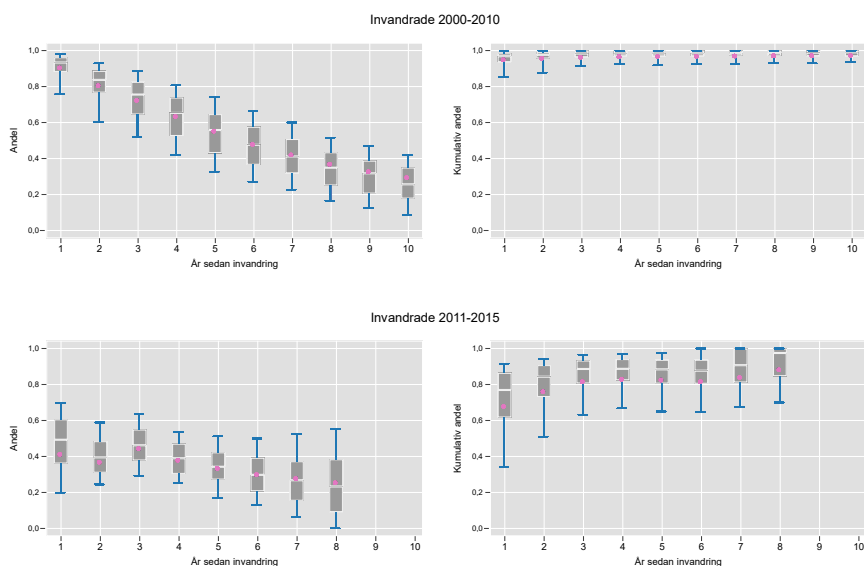 Invandrade 2000-2010
Andel
1,0
0,8
0,6
0,4
0,2
0,0
1 2 3 4 5 6 7 8 9 10
År sedan invandring
Kumulativ andel
1,0
0,8
0,6
0,4
0,2
0,0
1 2 3 4 5 6 7 8 9 10
År sedan invandring
Invandrade 2011-2015
Andel
1,0
0,8
0,6
0,4
0,2
0,0
1 2 3 4 5 6 7 8 9 10
År sedan invandring
Kumulativ andel
1,0
0,8
0,6
0,4
0,2
0,0
1 2 3 4 5 6 7 8 9 10
År sedan invandring